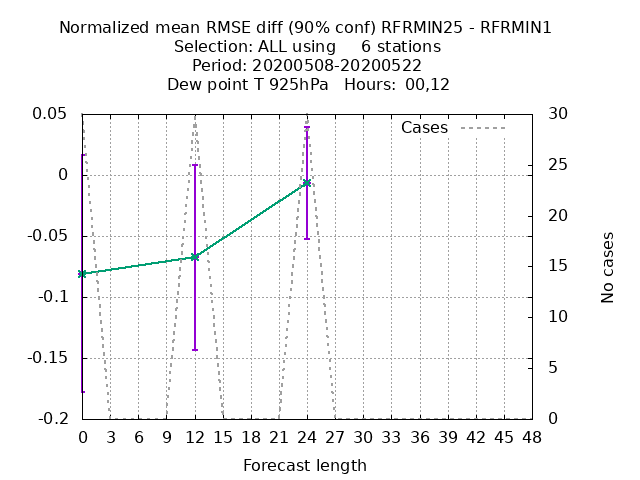 Normalized mean RMSE diff (90% conf) RFRMIN25 - RFRMIN1
Selection: ALL using 6 stations
Period: 20200508-20200522
Dew point T 925hPa Hours: 00,12
Cases
0.05
0
-0.05
-0.1
-0.15
-0.2
30
25
20
15
10
5
0
No cases
0 3 6 9 12 15 18 21 24 27 30 33 36 39 42 45 48
Forecast length